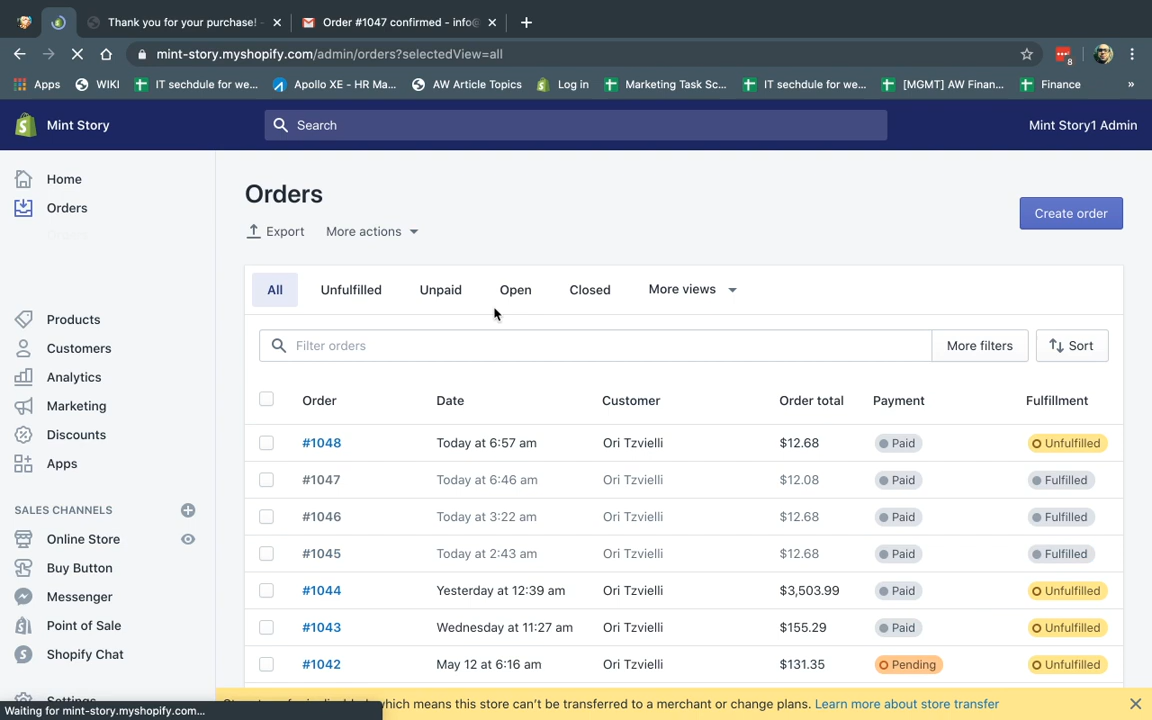 Thank you for your purchase! -
Order #1047 confirmed - info@
mint-story.myshopify.com/admin/orders?selectedView=all
8
Apps
WIKI
IT sechdule for we...
Apollo XE - HR Ma...
AW Article Topics
Log in
Marketing Task Sc...
IT sechdule for we...
[MGMT] AW Finan...
Finance
»
Mint Story
Search
Mint Story1 Admin
Home
Orders
Products
Customers
Analytics
Marketing
Discounts
Apps
SALES CHANNELS
Online Store
Buy Button
Messenger
Point of Sale
Shopify Chat
Settings
Waiting for mint-story.myshopify.com...
Orders
Export More actions
Create order
All Unfulfilled Unpaid Open Closed More views
Filter orders More filters Sort
Order Date Customer Order total Payment Fulfillment
#1048 Today at 6:57 am Ori Tzvielli $12.68 Paid Unfulfilled
#1047 Today at 6:46 am Ori Tzvielli $12.08 Paid Fulfilled
#1046 Today at 3:22 am Ori Tzvielli $12.68 Paid Fulfilled
#1045 Today at 2:43 am Ori Tzvielli $12.68 Paid Fulfilled
#1044 Yesterday at 12:39 am Ori Tzvielli $3,503.99 Paid Unfulfilled
#1043 Wednesday at 11:27 am Ori Tzvielli $155.29 Paid Unfulfilled
#1042 May 12 at 6:16 am Ori Tzvielli $131.35 Pending Unfulfilled
which means this store can't be transferred to a merchant or change plans. Learn more about store transfer